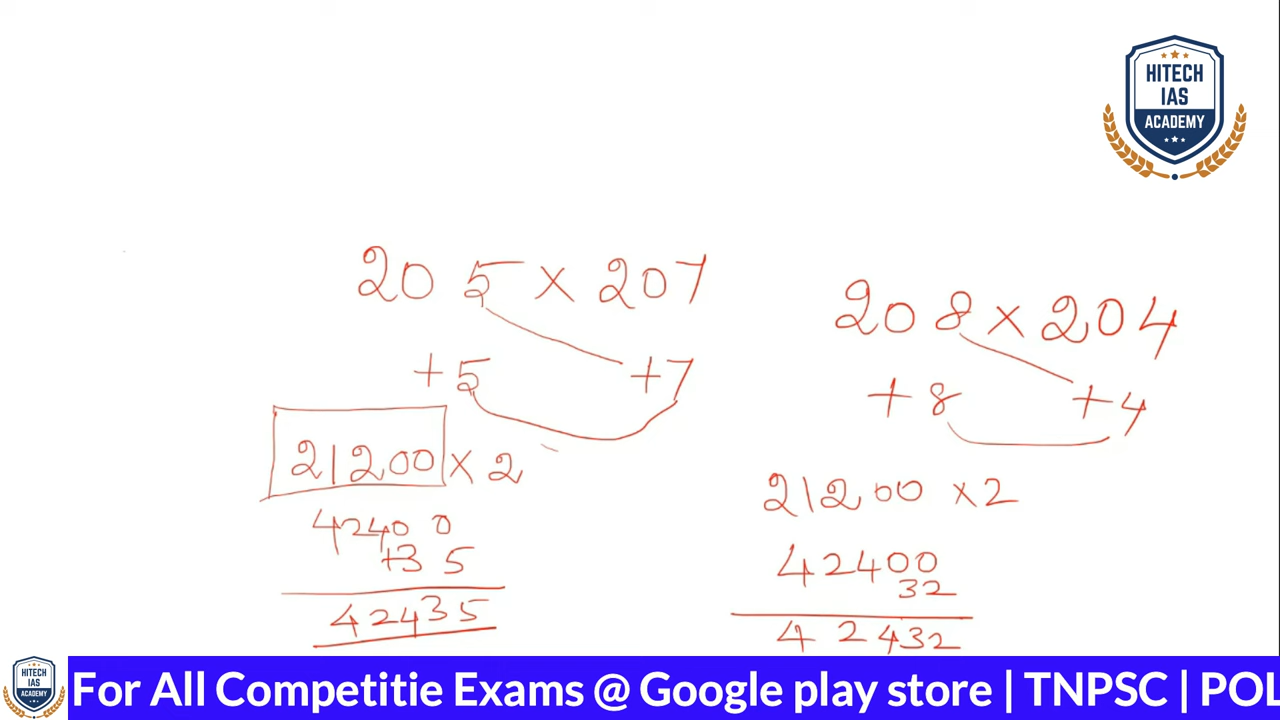 HITECH
IAS
ACADEMY
205 × 207
+5 +7
21200 × 2
42400
+35
42435
208 × 204
+8 +4
21200 ×2
42400
32
42432
HITECH
IAS
ACADEMY
For All Competitie Exams @ Google play store | TNPSC | POL